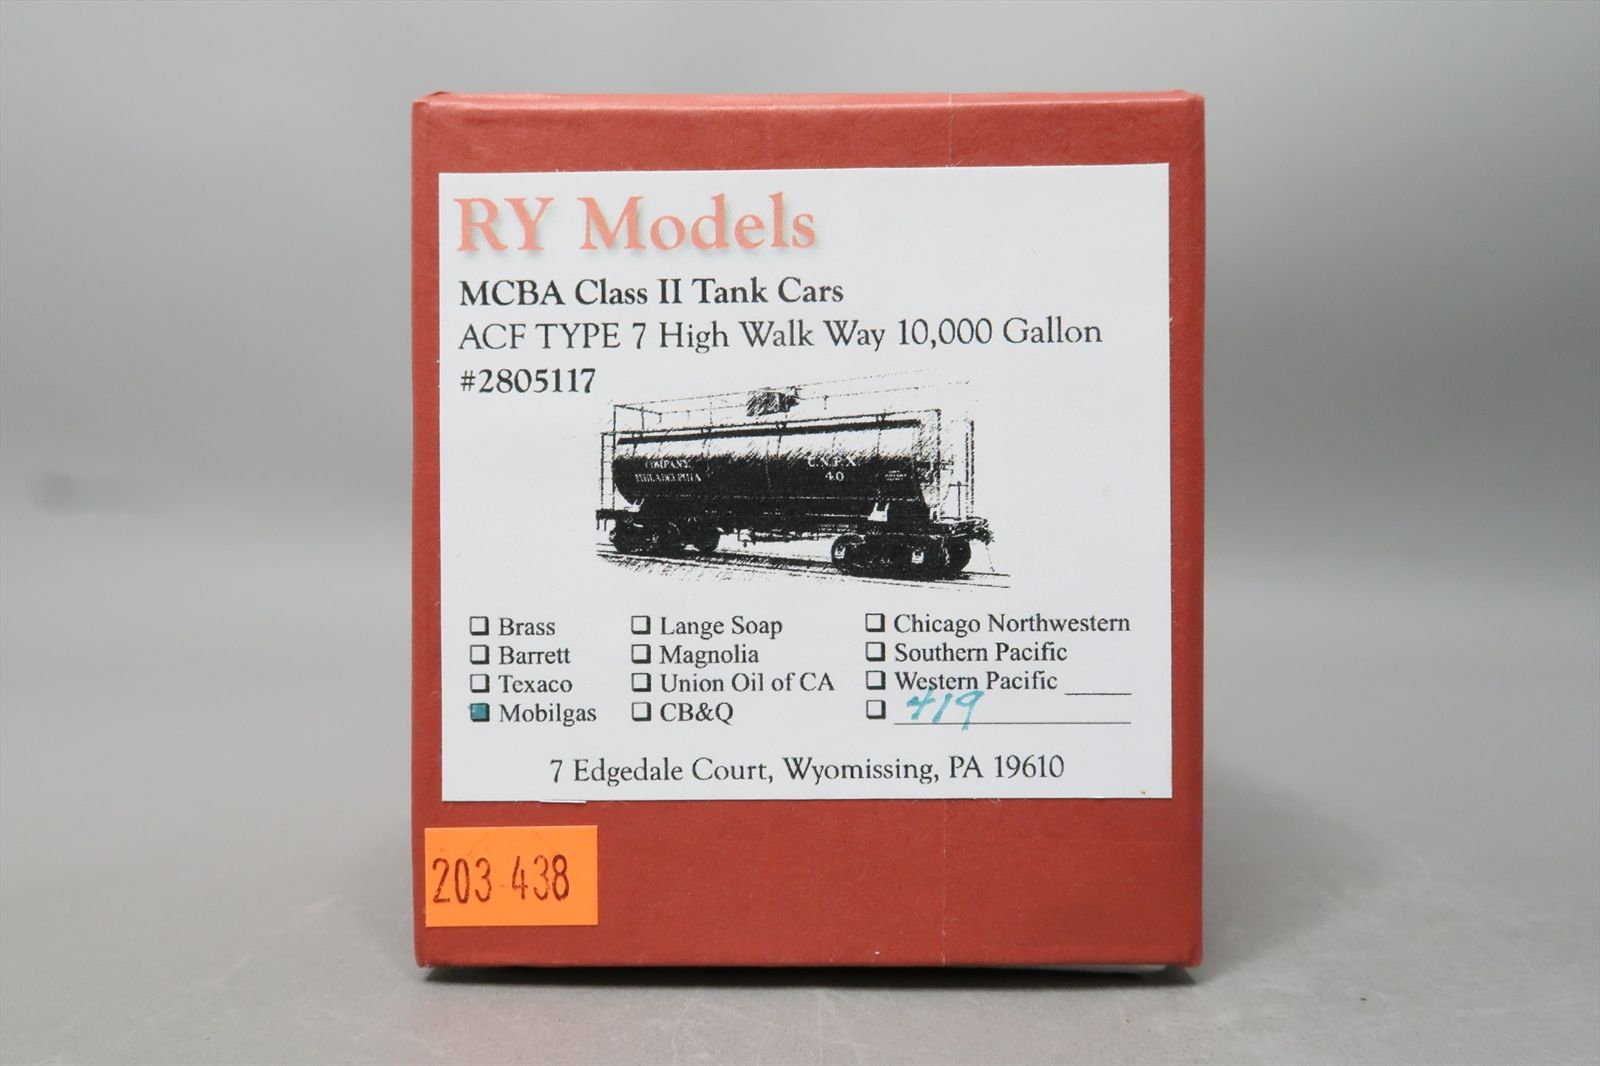 RY Models
MCBA Class II Tank Cars
ACF TYPE 7 High Walk Way 10,000 Gallon
#2805117
COMPANY, U.N.F.X
PHILADELPHIA 40
❑ Brass ❑ Lange Soap ❑ Chicago Northwestern
❑ Barrett ❑ Magnolia ❑ Southern Pacific
❑ Texaco ❑ Union Oil of CA ❑ Western Pacific _____
■ Mobilgas ❑ CB&Q ❑ 419
7 Edgedale Court, Wyomissing, PA 19610
203 438